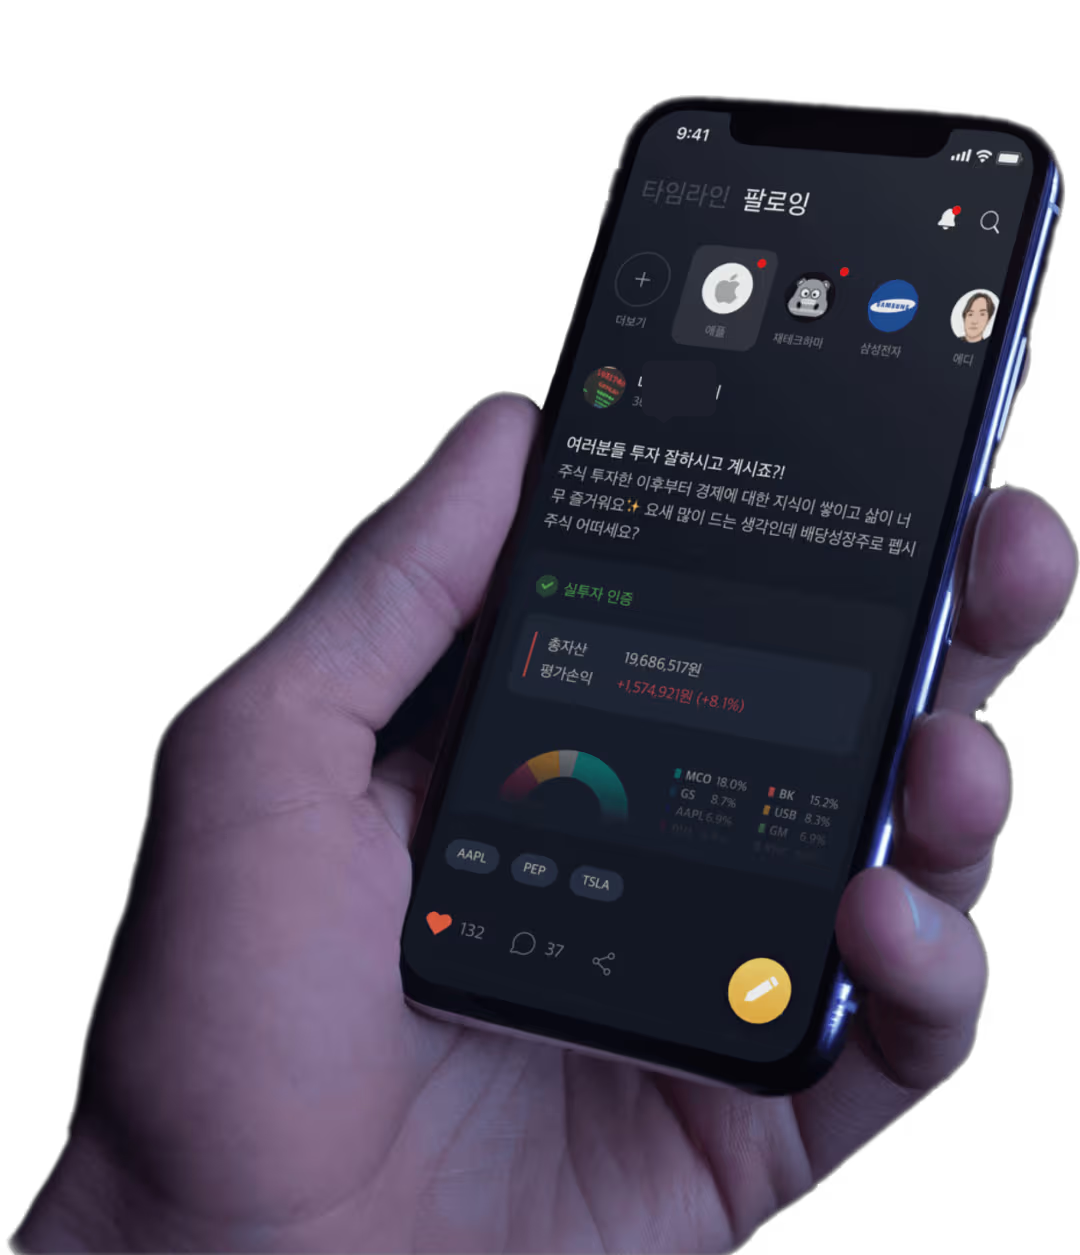 9:41
타임라인 팔로잉
더보기
애플
재테크하마
SAMSUNG
삼성전자
에디
여러분들 투자 잘하시고 계시죠?!
주식 투자한 이후부터 경제에 대한 지식이 쌓이고 삶이 너
무 즐거워요✨ 요새 많이 드는 생각인데 배당성장주로 펩시
주식 어떠세요?
실투자 인증
총자산 19,686,517원
평가손익 +1,574,921원 (+8.1%)
MCO 18.0% BK 15.2%
GS 8.7% USB 8.3%
AAPL 6.9% GM 6.9%
AAPL PEP TSLA
132 37